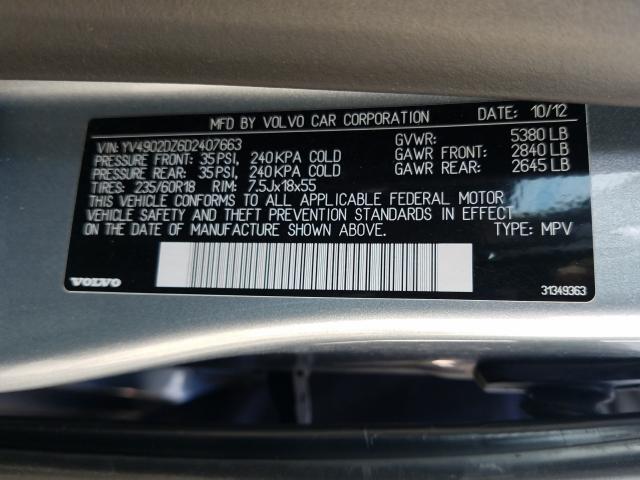 MFD BY VOLVO CAR CORPORATION DATE: 10/12
VIN: YV4902DZ6D2407663 GVWR: 5380 LB
PRESSURE FRONT: 35 PSI, 240 KPA COLD GAWR FRONT: 2840 LB
PRESSURE REAR: 35 PSI, 240 KPA COLD GAWR REAR: 2645 LB
TIRES: 235/60R18 RIM: 7.5Jx18x55
THIS VEHICLE CONFORMS TO ALL APPLICABLE FEDERAL MOTOR
VEHICLE SAFETY AND THEFT PREVENTION STANDARDS IN EFFECT
ON THE DATE OF MANUFACTURE SHOWN ABOVE. TYPE: MPV
VOLVO 31349363